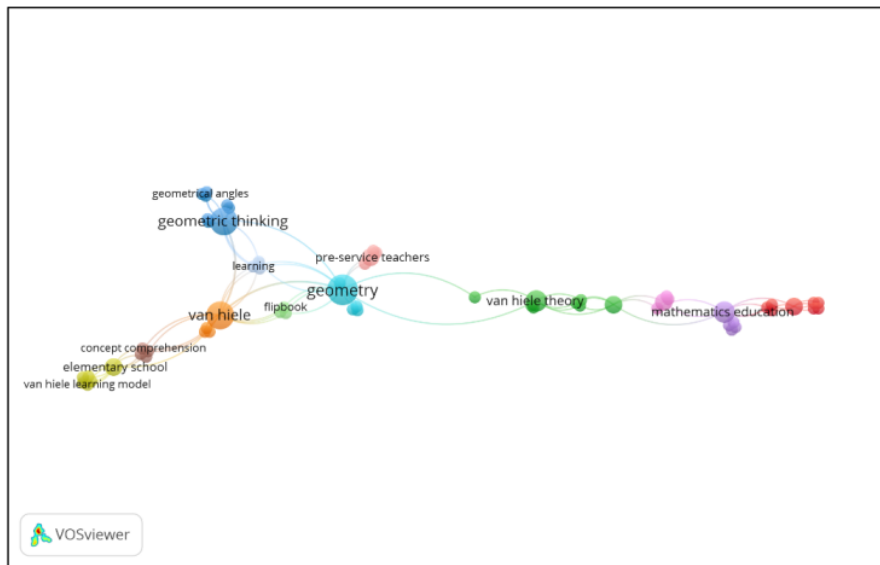 geometrical angles
geometric thinking
learning
pre-service teachers
geometry
van hiele theory
flipbook
van hiele
mathematics education
concept comprehension
elementary school
van hiele learning model
VOSviewer